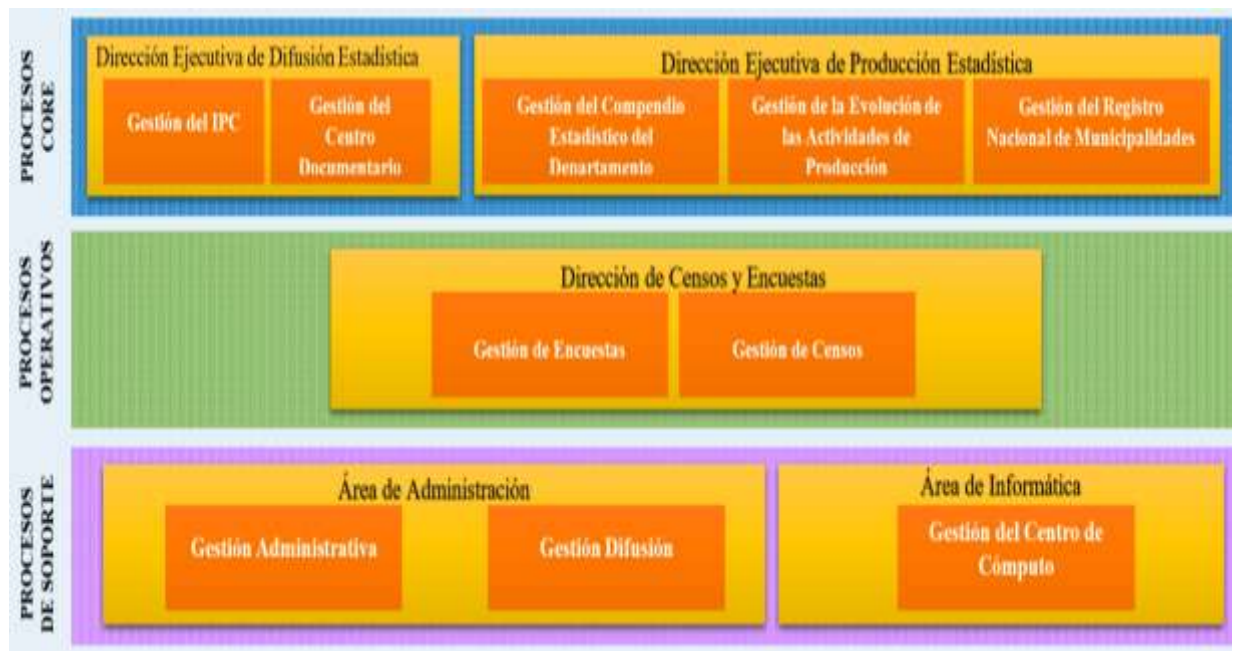 PROCESOS
CORE
Dirección Ejecutiva de Difusión Estadística
Gestión del IPC
Gestión del
Centro
Documentario
Dirección Ejecutiva de Producción Estadística
Gestión del Compendio
Estadístico del
Denartamento
Gestión de la Evolución de
las Actividades de
Producción
Gestión del Registro
Nacional de Municipalidades
PROCESOS
OPERATIVOS
Dirección de Censos y Encuestas
Gestión de Encuestas
Gestión de Censos
PROCESOS
DE SOPORTE
Área de Administración
Gestión Administrativa
Gestión Difusión
Área de Informática
Gestión del Centro de
Cómputo